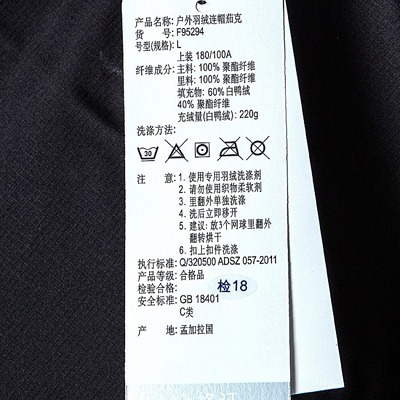 产品名称: 户外羽绒连帽茄克
货 号: F95294
号型(规格): L
上装 180/100A
纤维成分: 主料: 100% 聚酯纤维
里料: 100% 聚酯纤维
填充物: 60% 白鸭绒
40% 聚酯纤维
充绒量(白鸭绒): 220g
洗涤方法:
30
注 意: 1. 使用专用羽绒洗涤剂
2. 请勿使用织物柔软剂
3. 里翻外单独洗涤
4. 洗后立即移开
5. 建议: 放3个网球里翻外
翻转烘干
6. 扣上扣件洗涤
执行标准: Q/320500 ADSZ 057-2011
产品等级: 合格品
检验合格: 检18
安全标准: GB 18401
C类
产 地: 孟加拉国